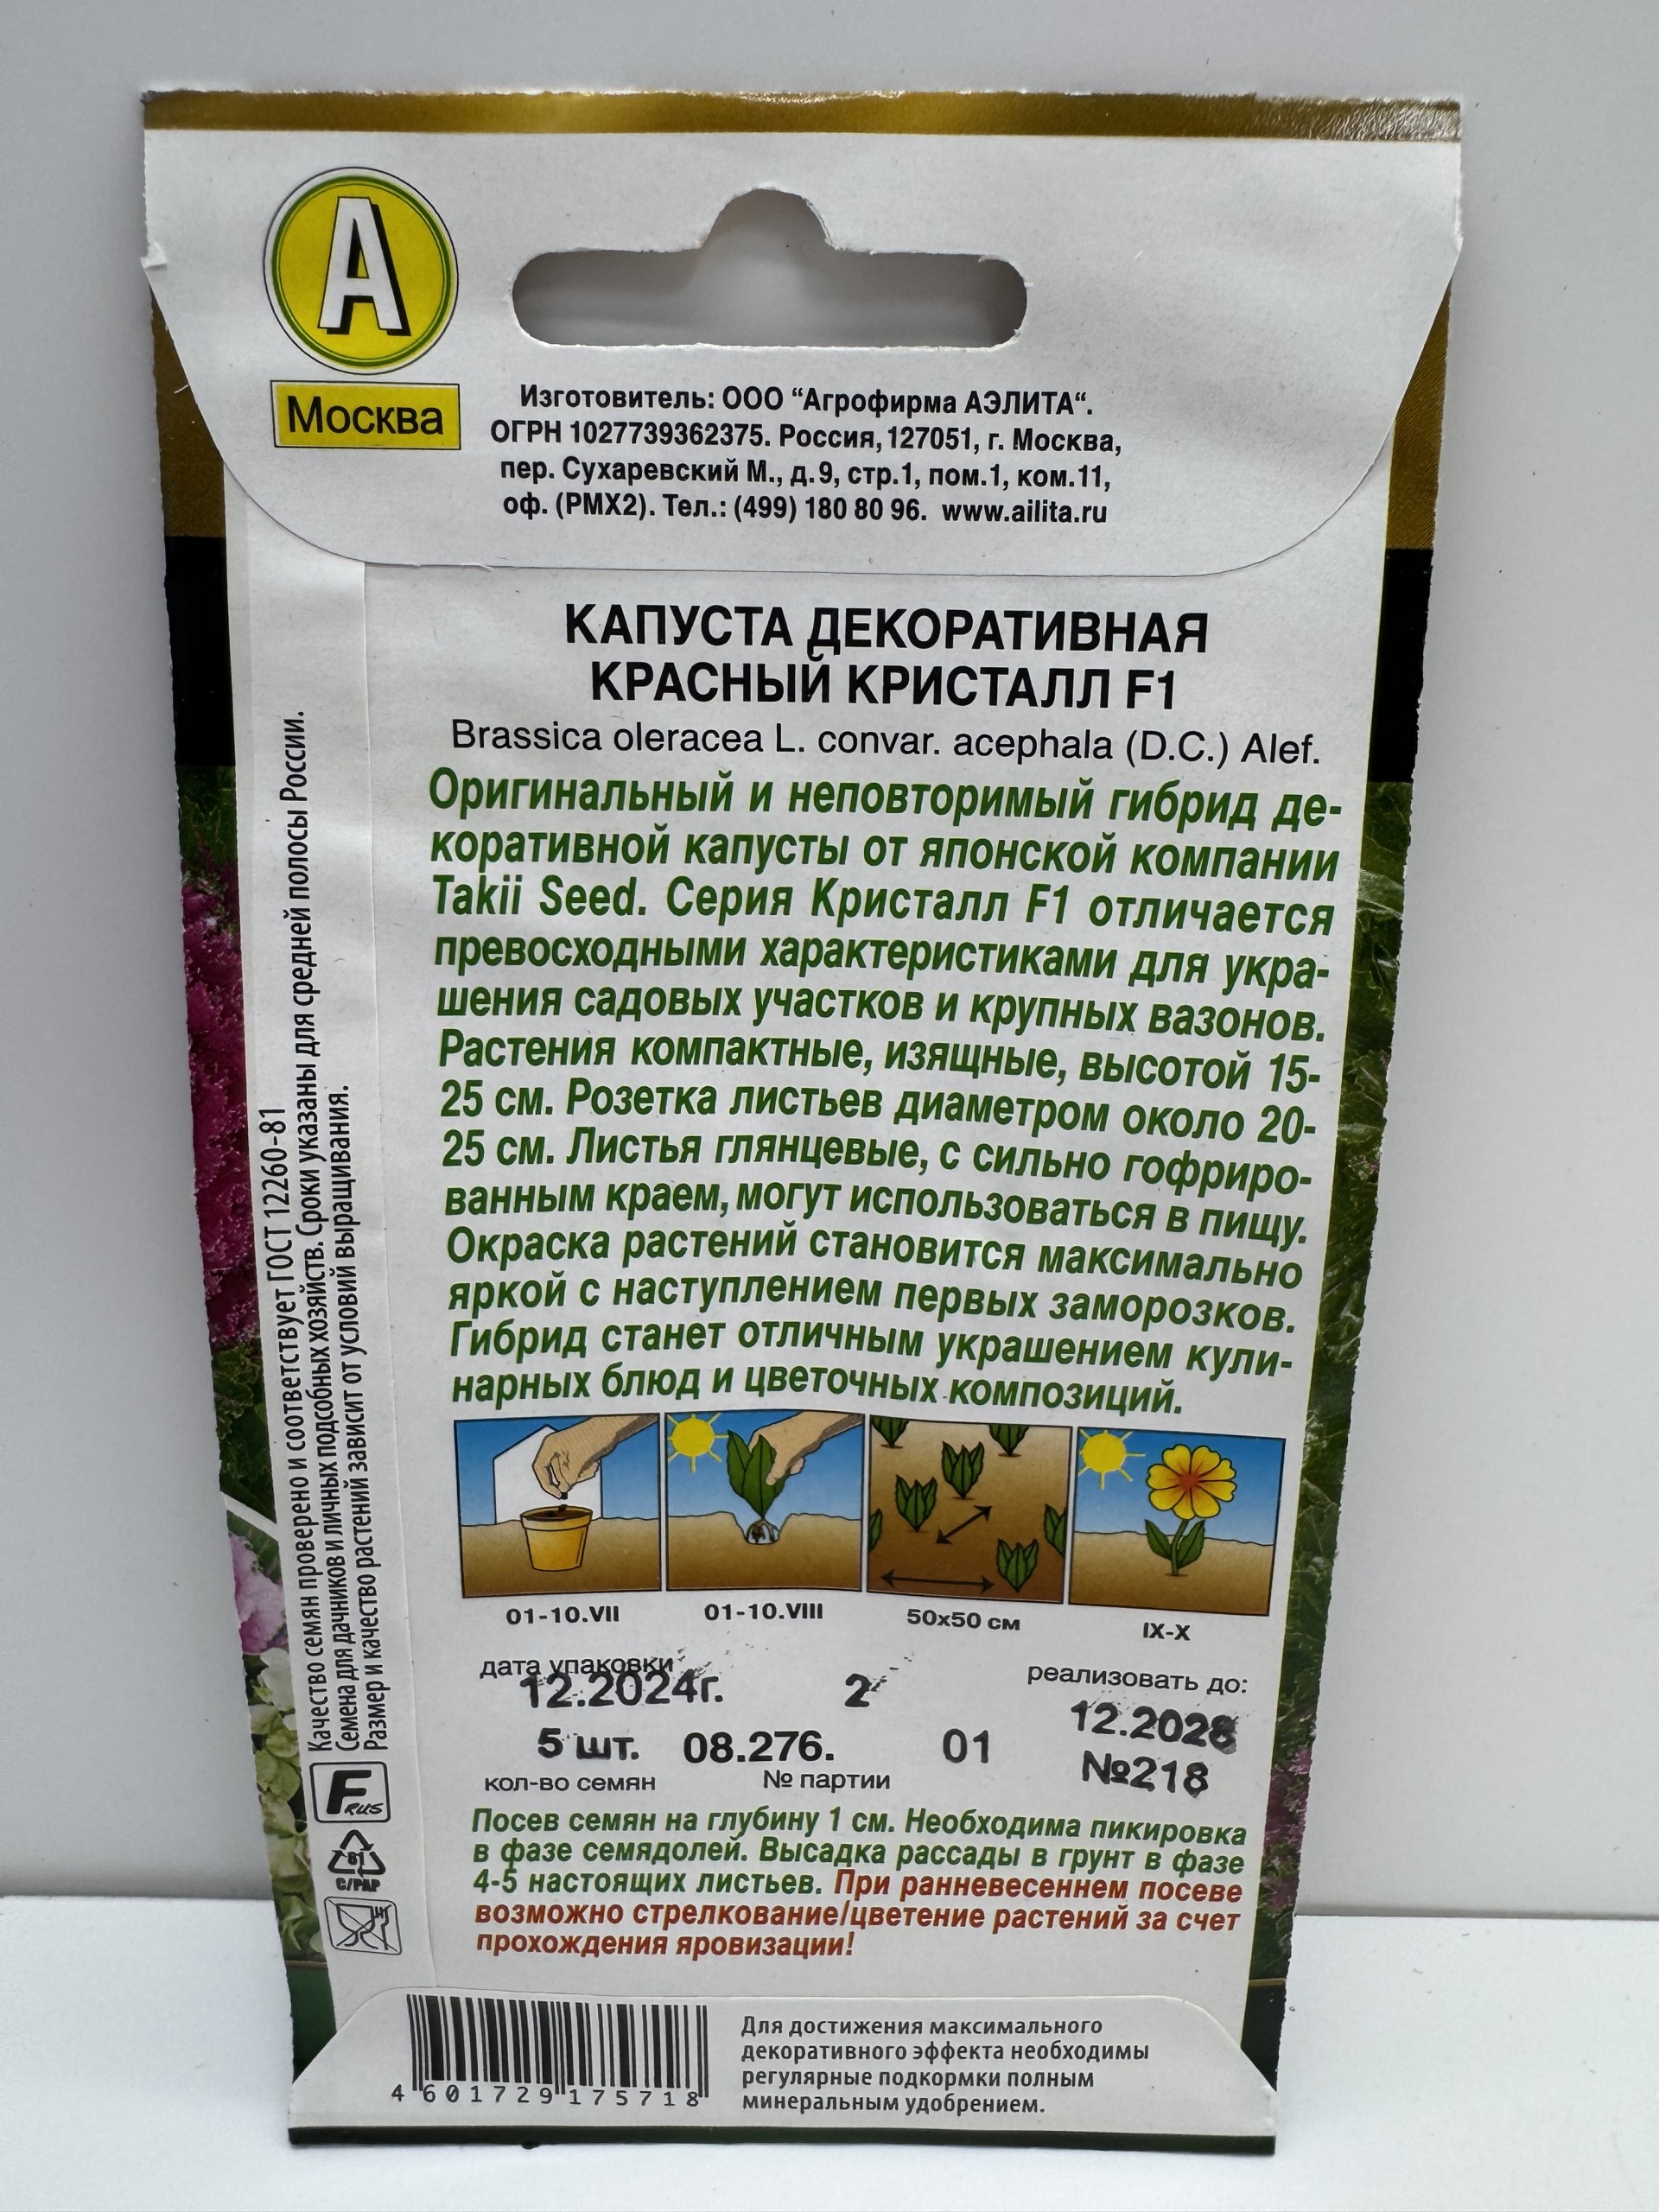 А
Москва
Изготовитель: ООО “Агрофирма АЭЛИТА“.
ОГРН 1027739362375. Россия, 127051, г. Москва,
пер. Сухаревский М., д. 9, стр.1, пом.1, ком.11,
оф. (РМХ2). Тел.: (499) 180 80 96. www.ailita.ru
КАПУСТА ДЕКОРАТИВНАЯ
КРАСНЫЙ КРИСТАЛЛ F1
Brassica oleracea L. convar. acephala (D.C.) Alef.
Оригинальный и неповторимый гибрид де-
коративной капусты от японской компании
Takii Seed. Серия Кристалл F1 отличается
превосходными характеристиками для укра-
шения садовых участков и крупных вазонов.
Растения компактные, изящные, высотой 15-
25 см. Розетка листьев диаметром около 20-
25 см. Листья глянцевые, с сильно гофриро-
ванным краем, могут использоваться в пищу.
Окраска растений становится максимально
яркой с наступлением первых заморозков.
Гибрид станет отличным украшением кули-
нарных блюд и цветочных композиций.
01-10.VII
01-10.VIII
50x50 см
IX-X
дата упаковки
12.2024г.
2
реализовать до:
12.2028
5 шт.
08.276.
01
№218
кол-во семян
№ партии
Посев семян на глубину 1 см. Необходима пикировка
в фазе семядолей. Высадка рассады в грунт в фазе
4-5 настоящих листьев. При ранневесеннем посеве
возможно стрелкование/цветение растений за счет
прохождения яровизации!
Качество семян проверено и соответствует ГОСТ 12260-81
Семена для дачников и личных подсобных хозяйств. Сроки указаны для средней полосы России.
Размер и качество растений зависит от условий выращивания.
F RUS
81
C/PAP
4 601729 175718
Для достижения максимального
декоративного эффекта необходимы
регулярные подкормки полным
минеральным удобрением.